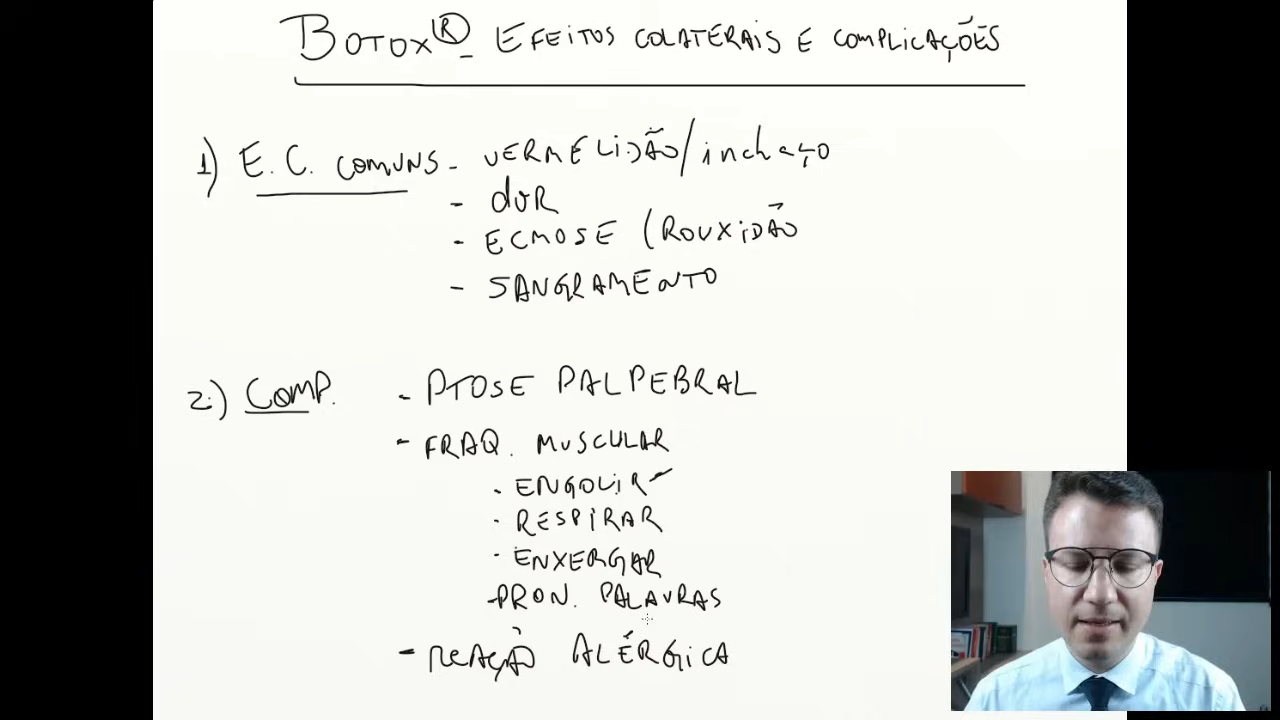 BOTOX® - EFEITOS COLATERAIS E COMPLICAÇÕES
1) E. C. COMUNS - VERMELIDÃO/inchaço
- dOR
- ECMOSE (ROUXIDÃO
- SANGRAMENTO
2.) COMP. - PTOSE PALPEBRAL
- FRAQ. MUSCULAR
- ENGOLIR
- RESPIRAR
- ENXERGAR
- PRON. PALAVRAS
- REAÇÃO ALÉRGICA